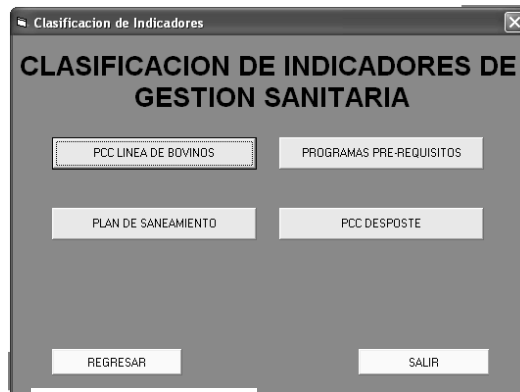 Clasificacion de Indicadores
CLASIFICACION DE INDICADORES DE
GESTION SANITARIA
PCC LINEA DE BOVINOS
PROGRAMAS PRE-REQUISITOS
PLAN DE SANEAMIENTO
PCC DESPOSTE
REGRESAR
SALIR